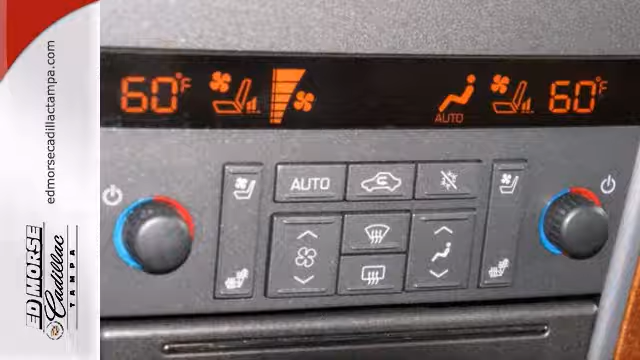 edmorsecadillactampa.com
ED MORSE
Cadillac
TAMPA
60°F
AUTO
60°F
AUTO